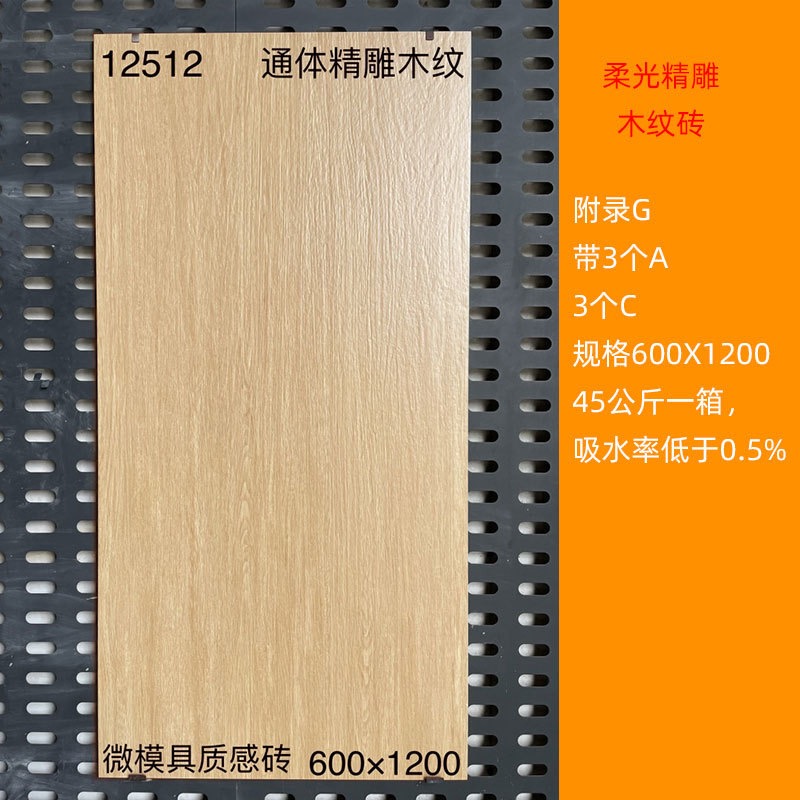 12512 通体精雕木纹
微模具质感砖 600×1200
柔光精雕
木纹砖
附录G
带3个A
3个C
规格600X1200
45公斤一箱，
吸水率低于0.5%